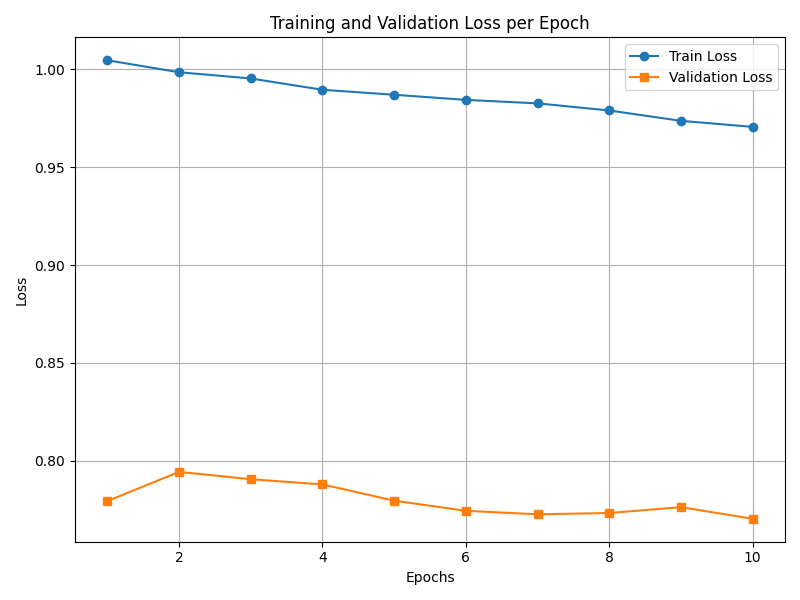 Training and Validation Loss per Epoch
Train Loss
Validation Loss
1.00
0.95
0.90
0.85
0.80
Loss
2 4 6 8 10
Epochs